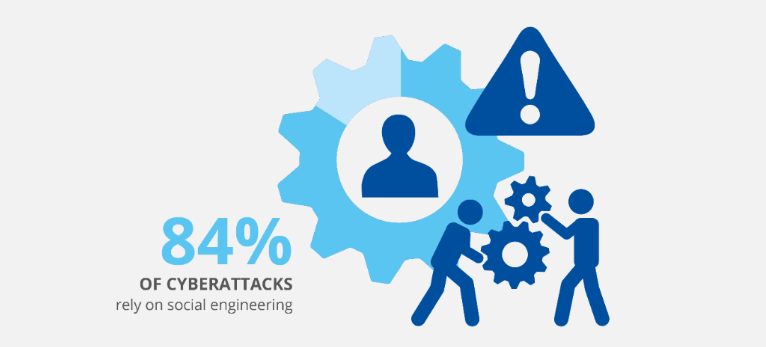 84%
OF CYBERATTACKS
rely on social engineering